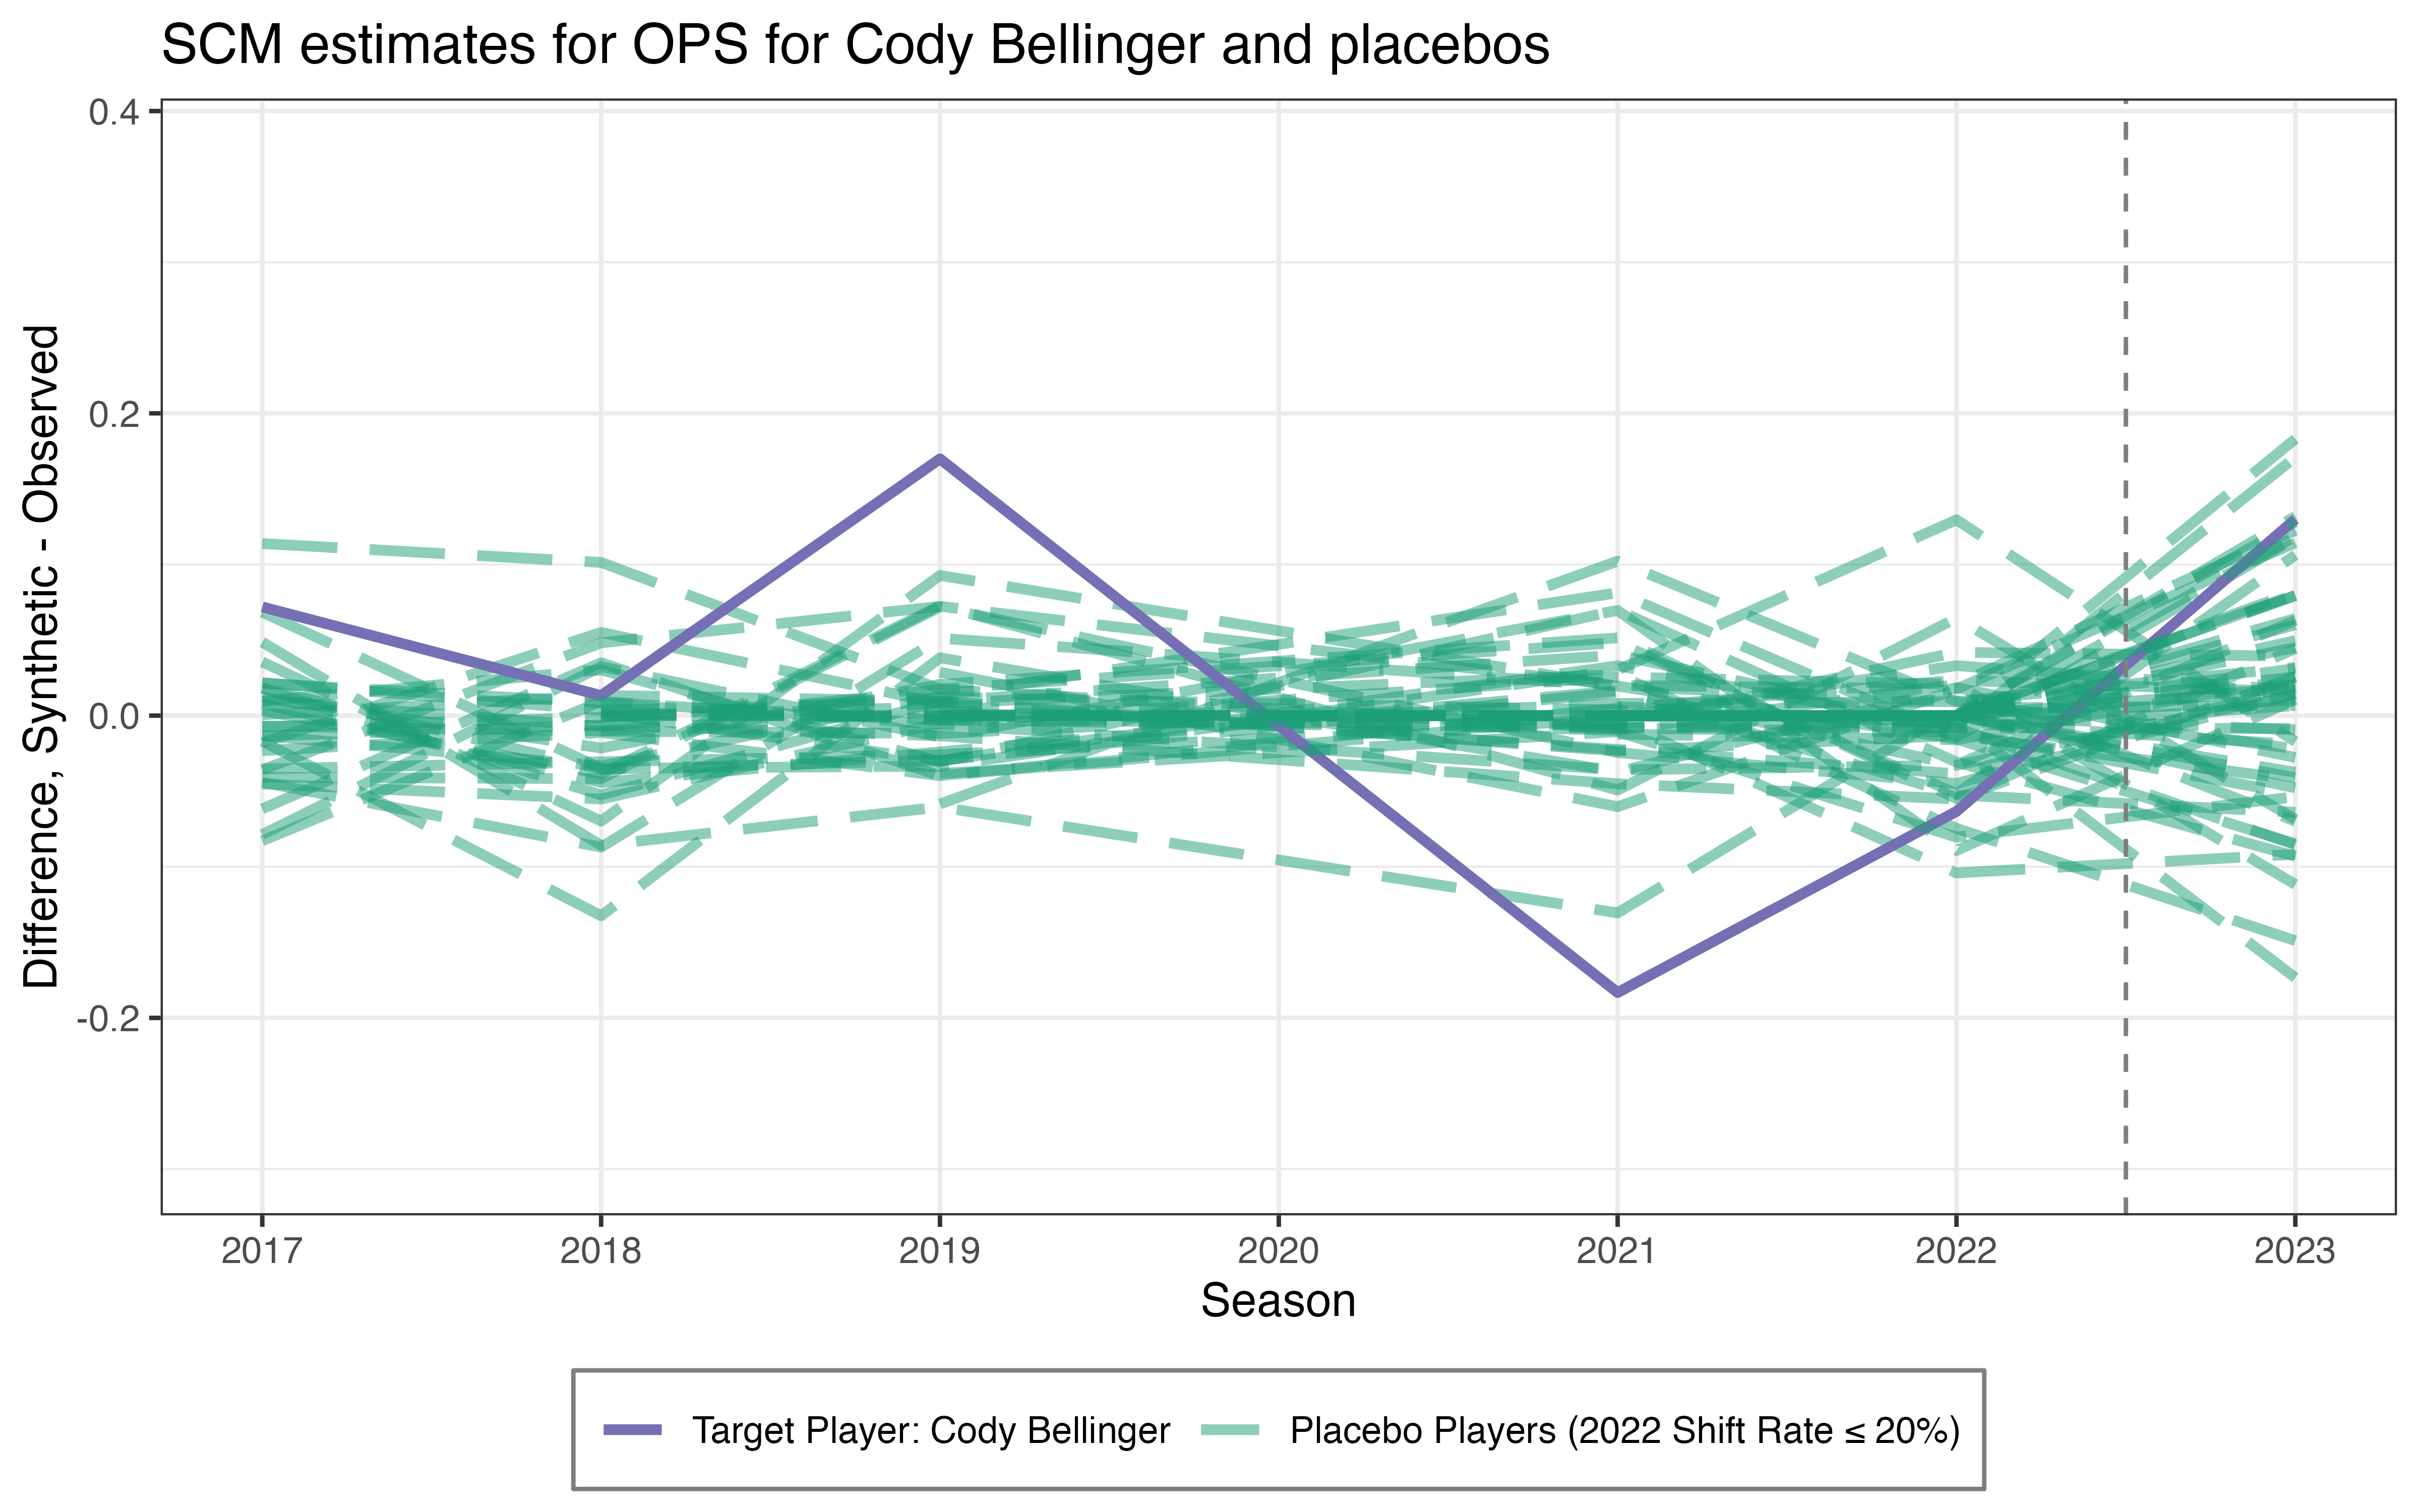 SCM estimates for OPS for Cody Bellinger and placebos
Difference, Synthetic - Observed
0.4
0.2
0.0
-0.2
2017 2018 2019 2020 2021 2022 2023
Season
Target Player: Cody Bellinger Placebo Players (2022 Shift Rate ≤ 20%)